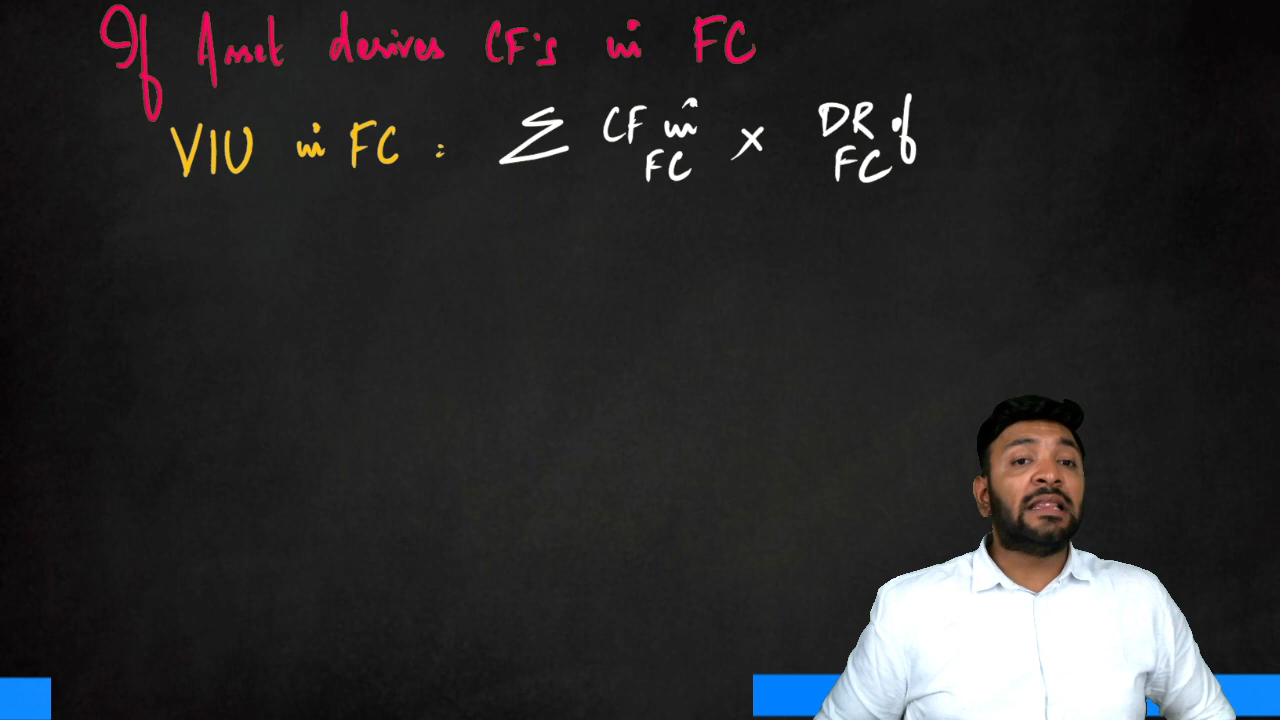 If Asset derives CF's in FC
VIU in FC : Σ CF in FC × DR of FC